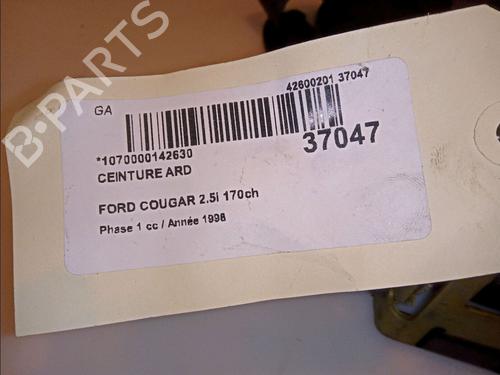 GA
42600201 37047
37047
*1070000142630
CEINTURE ARD
FORD COUGAR 2.5i 170ch
Phase 1 cc / Année 1998
B-PARTS